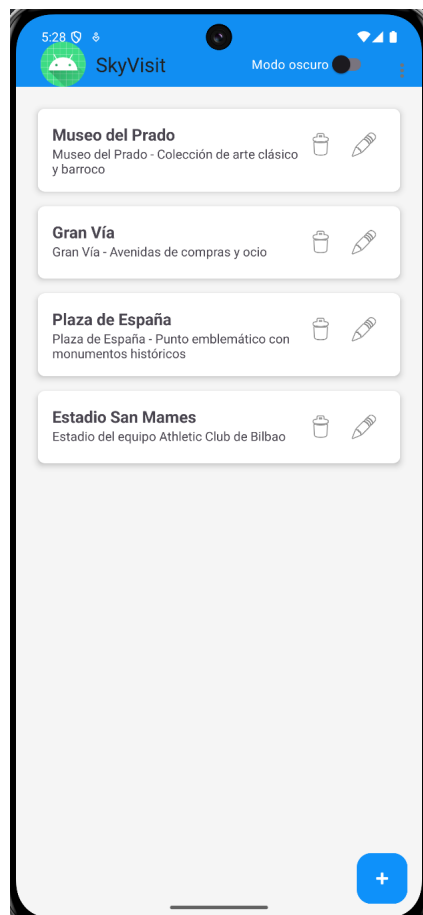 5:28
SkyVisit
Modo oscuro
Museo del Prado
Museo del Prado - Colección de arte clásico
y barroco
Gran Vía
Gran Vía - Avenidas de compras y ocio
Plaza de España
Plaza de España - Punto emblemático con
monumentos históricos
Estadio San Mames
Estadio del equipo Athletic Club de Bilbao
+